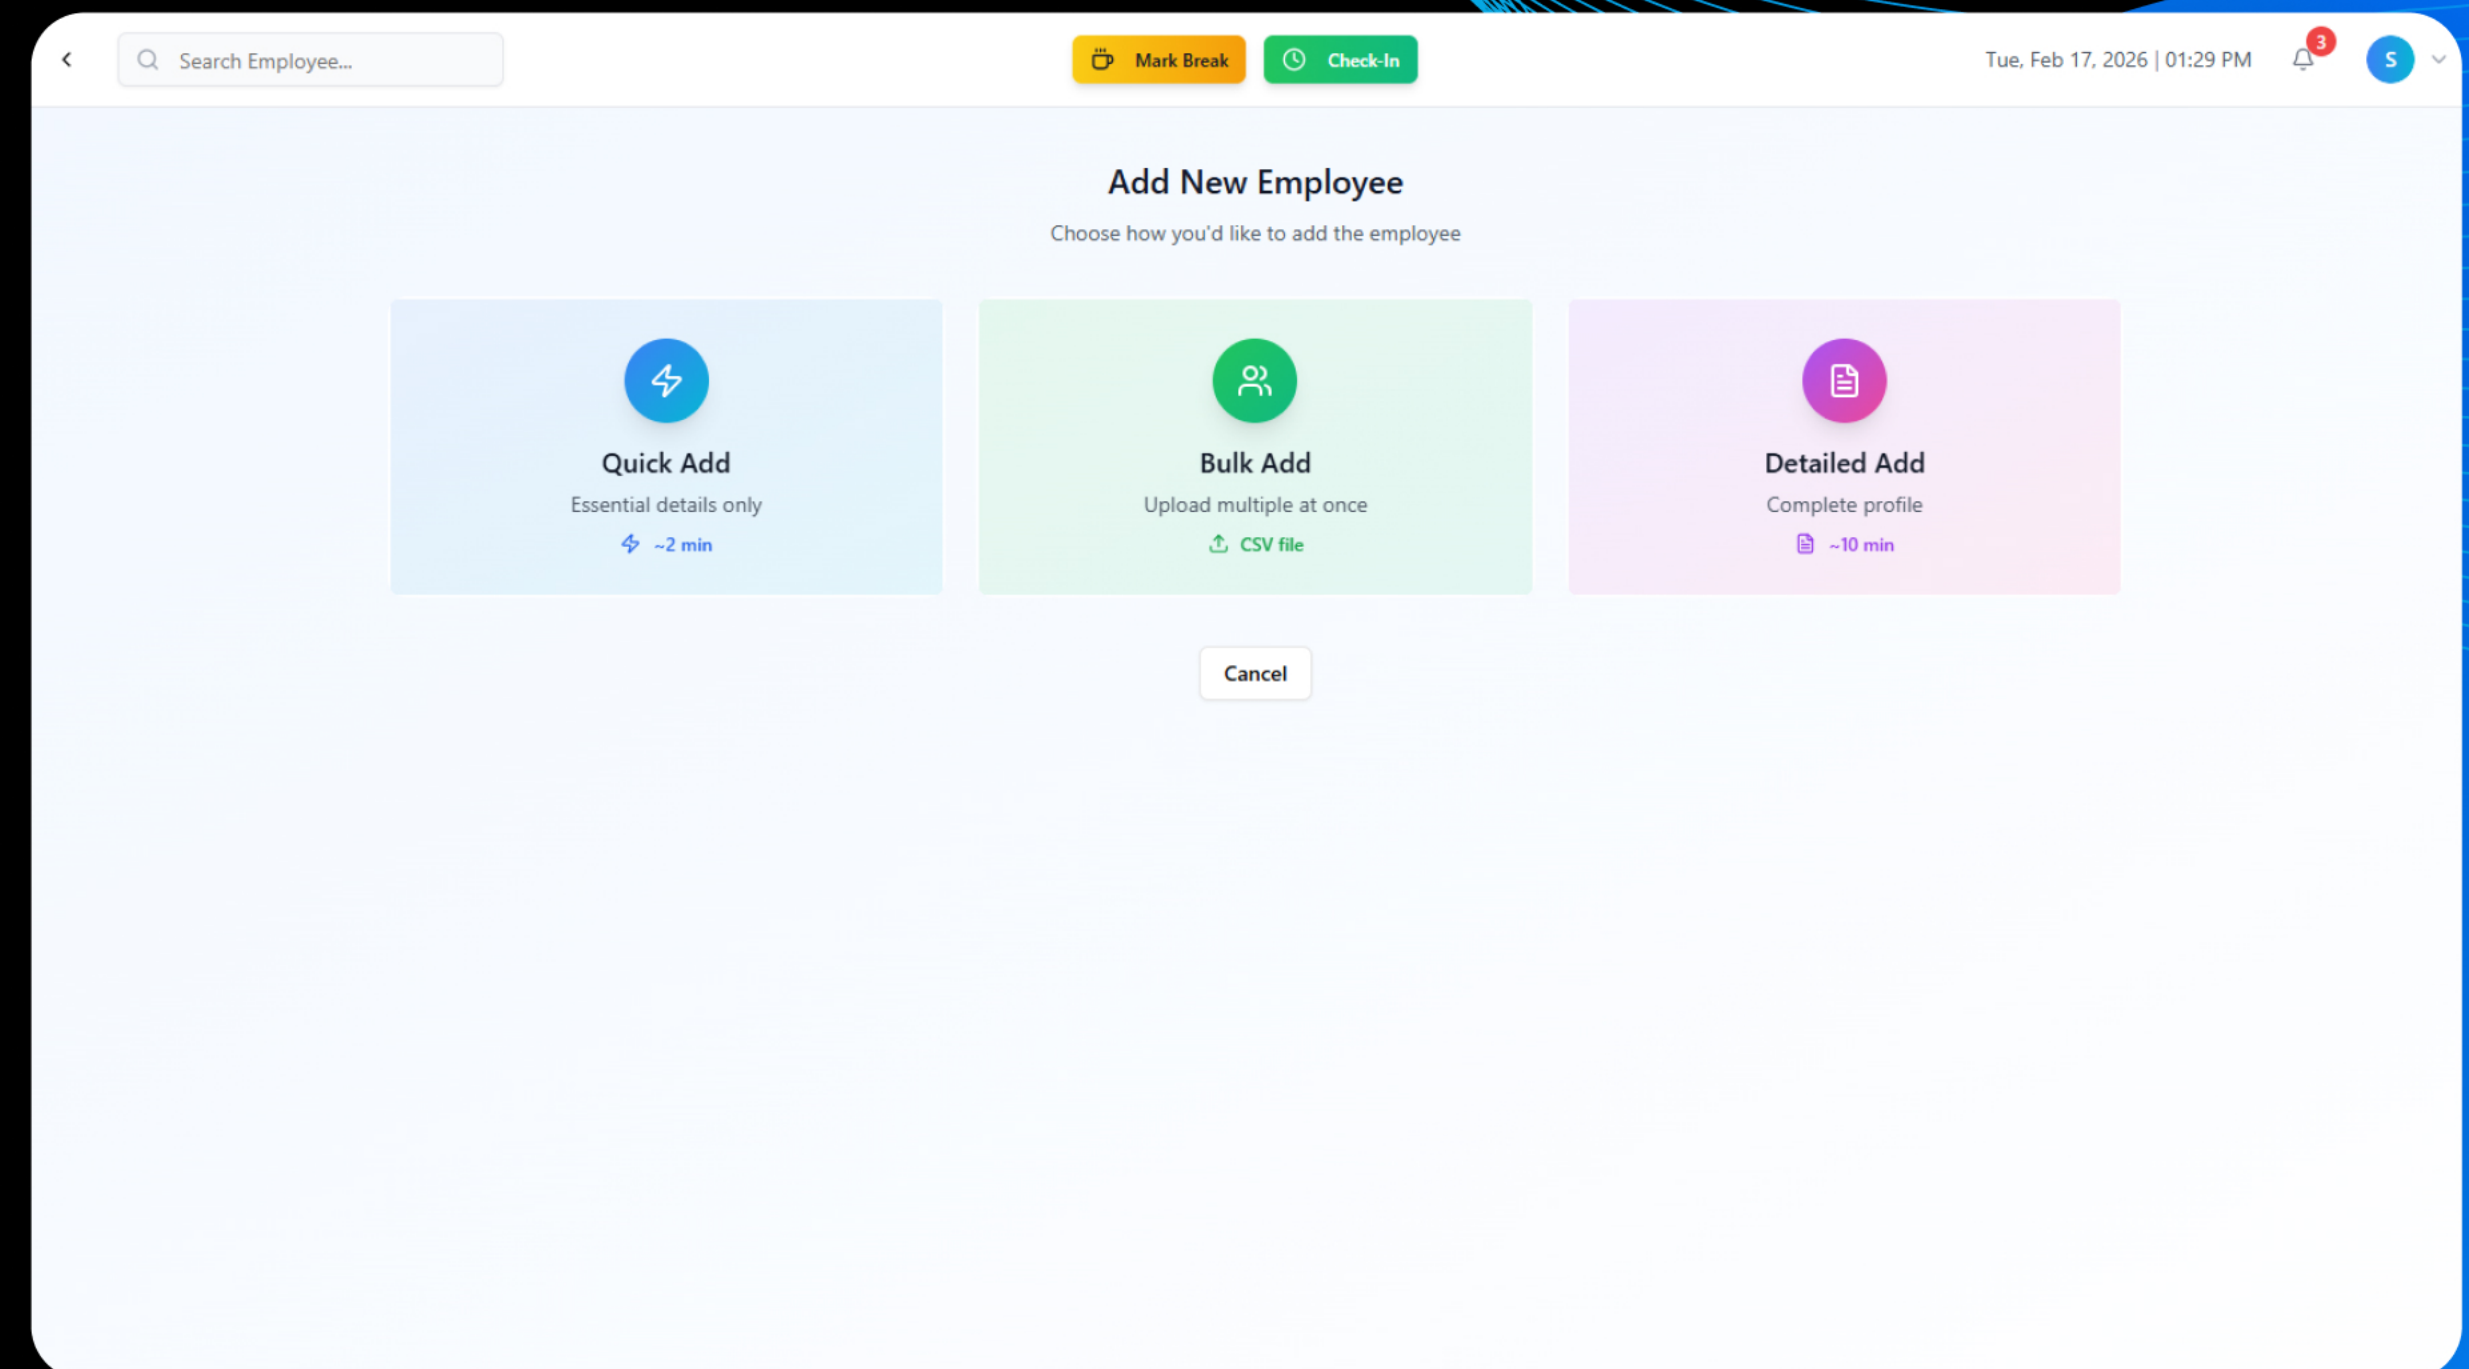 Search Employee...
Mark Break
Check-In
Tue, Feb 17, 2026 | 01:29 PM
3
S
Add New Employee
Choose how you'd like to add the employee
Quick Add
Essential details only
~2 min
Bulk Add
Upload multiple at once
CSV file
Detailed Add
Complete profile
~10 min
Cancel